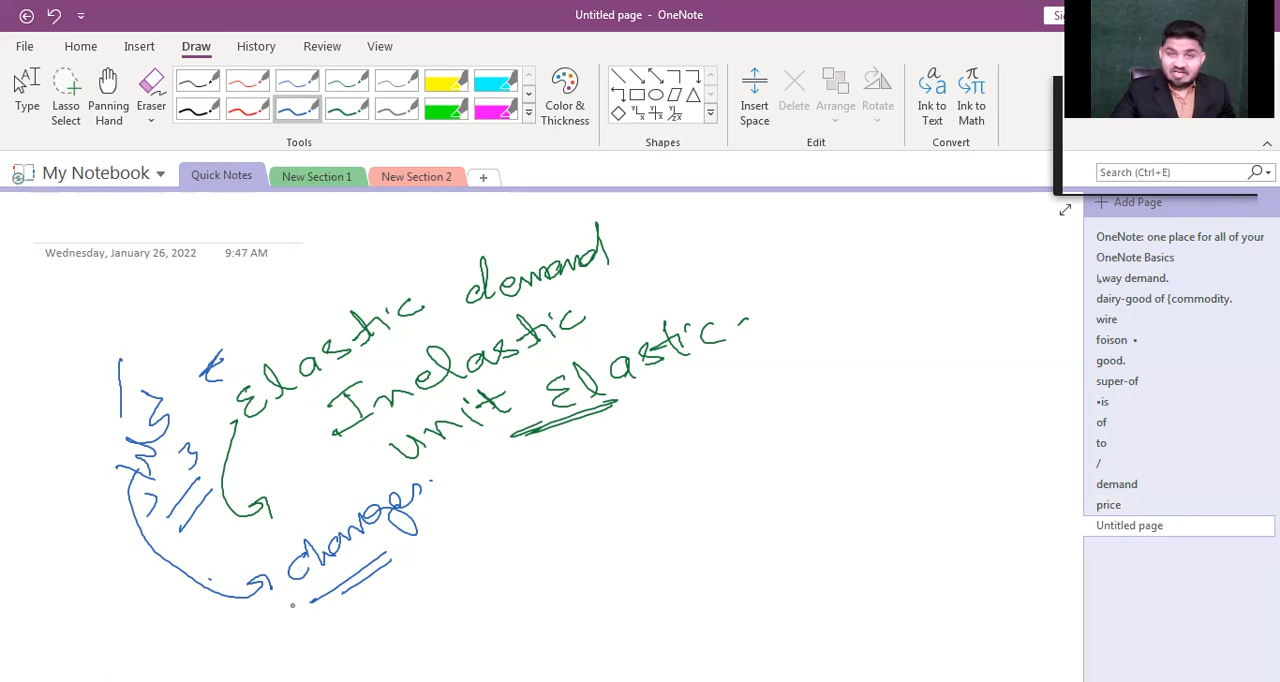 Untitled page - OneNote
File Home Insert Draw History Review View
Type
Lasso Select
Panning Hand
Eraser
Color & Thickness
Insert Space
Delete
Arrange
Rotate
Ink to Text
Ink to Math
Tools
Shapes
Edit
Convert
My Notebook
Quick Notes
New Section 1
New Section 2
Search (Ctrl+E)
Add Page
Wednesday, January 26, 2022 9:47 AM
Elastic demand
Inelastic
unit Elastic
changes.
OneNote: one place for all of your
OneNote Basics
way demand.
dairy-good of {commodity.
wire
foison •
good.
super-of
•is
of
to
/
demand
price
Untitled page